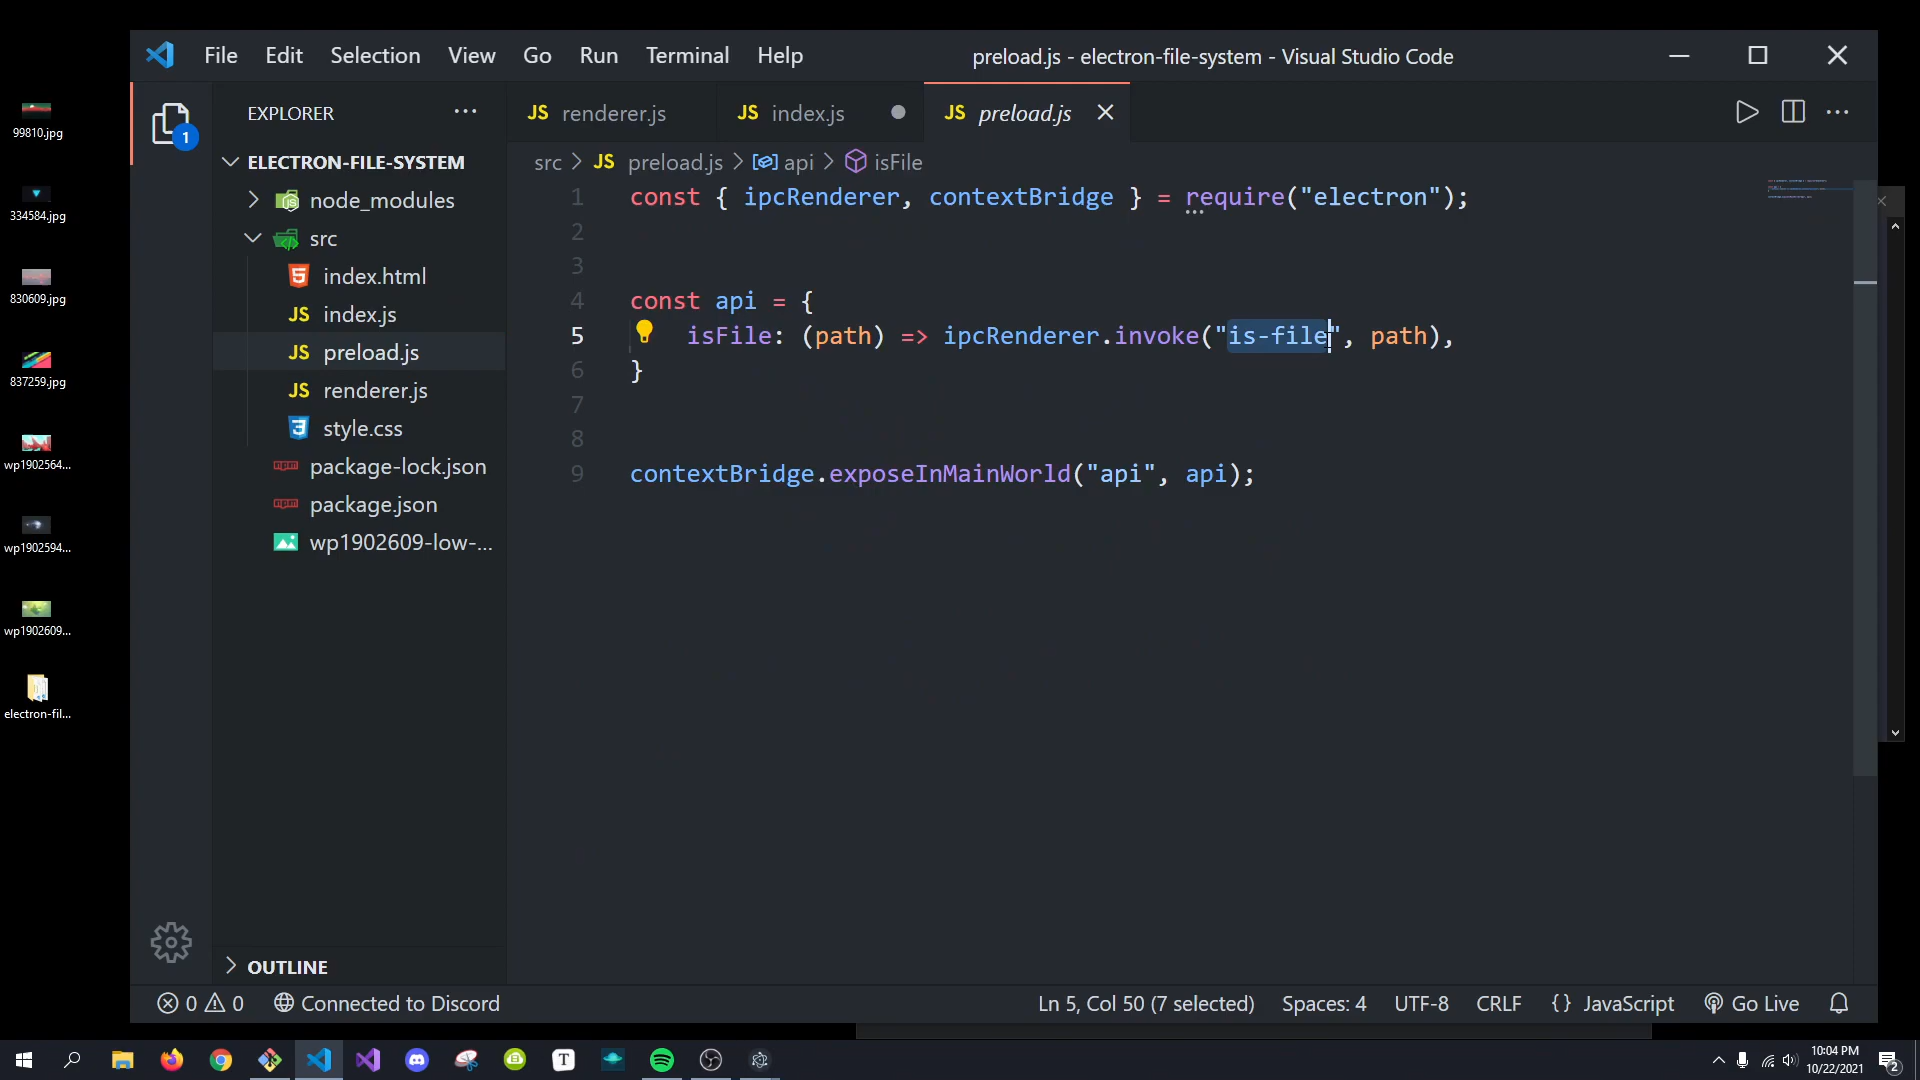 File Edit Selection View Go Run Terminal Help
preload.js - electron-file-system - Visual Studio Code
99810.jpg
334584.jpg
830609.jpg
837259.jpg
wp1902564...
wp1902594...
wp1902609...
electron-fil...
1
EXPLORER
ELECTRON-FILE-SYSTEM
node_modules
src
index.html
JS index.js
JS preload.js
JS renderer.js
style.css
package-lock.json
package.json
wp1902609-low-...
OUTLINE
JS renderer.js JS index.js JS preload.js
src > JS preload.js > api > isFile
1 const { ipcRenderer, contextBridge } = require("electron");
2
3
4 const api = {
5 isFile: (path) => ipcRenderer.invoke("is-file", path),
6 }
7
8
9 contextBridge.exposeInMainWorld("api", api);
0 0 Connected to Discord Ln 5, Col 50 (7 selected) Spaces: 4 UTF-8 CRLF {} JavaScript Go Live
T
10:04 PM
10/22/2021
2